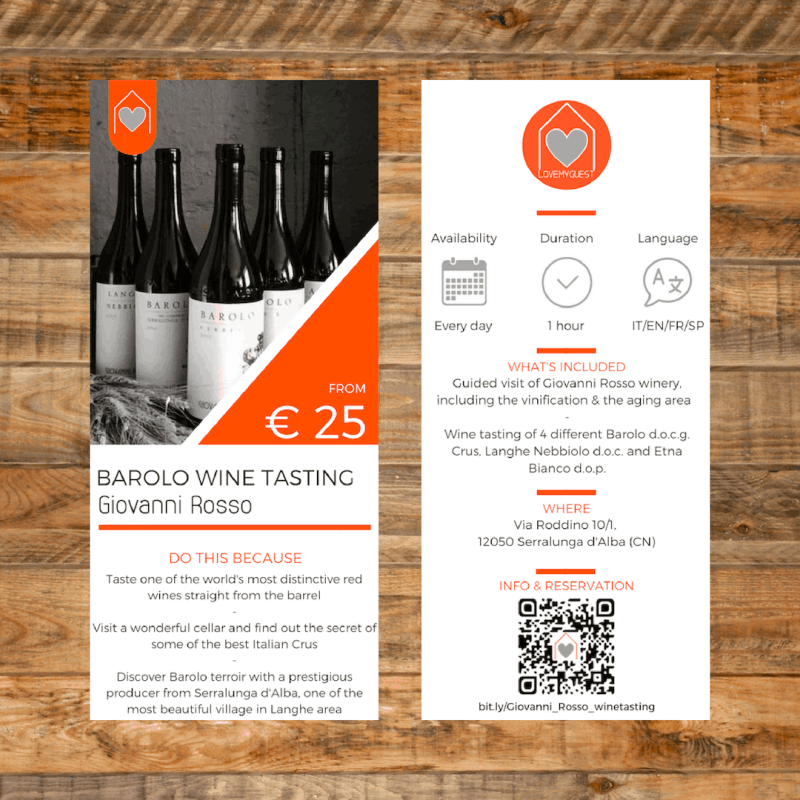 LANG
NEBBIO
BAROLO
BAROLO
FROM
€ 25
BAROLO WINE TASTING
Giovanni Rosso
DO THIS BECAUSE
Taste one of the world's most distinctive red
wines straight from the barrel
-
Visit a wonderful cellar and find out the secret of
some of the best Italian Crus
-
Discover Barolo terroir with a prestigious
producer from Serralunga d'Alba, one of the
most beautiful village in Langhe area
LOVEMYGUEST
Availability Duration Language
Every day 1 hour IT/EN/FR/SP
WHAT'S INCLUDED
Guided visit of Giovanni Rosso winery,
including the vinification & the aging area
-
Wine tasting of 4 different Barolo d.o.c.g.
Crus, Langhe Nebbiolo d.o.c. and Etna
Bianco d.o.p.
WHERE
Via Roddino 10/1,
12050 Serralunga d'Alba (CN)
INFO & RESERVATION
bit.ly/Giovanni_Rosso_winetasting